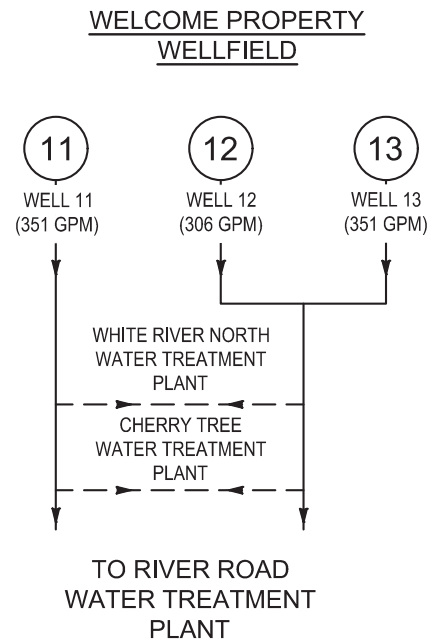 WELCOME PROPERTY
WELLFIELD
11
12
13
WELL 11
(351 GPM)
WELL 12
(306 GPM)
WELL 13
(351 GPM)
WHITE RIVER NORTH
WATER TREATMENT
PLANT
CHERRY TREE
WATER TREATMENT
PLANT
TO RIVER ROAD
WATER TREATMENT
PLANT